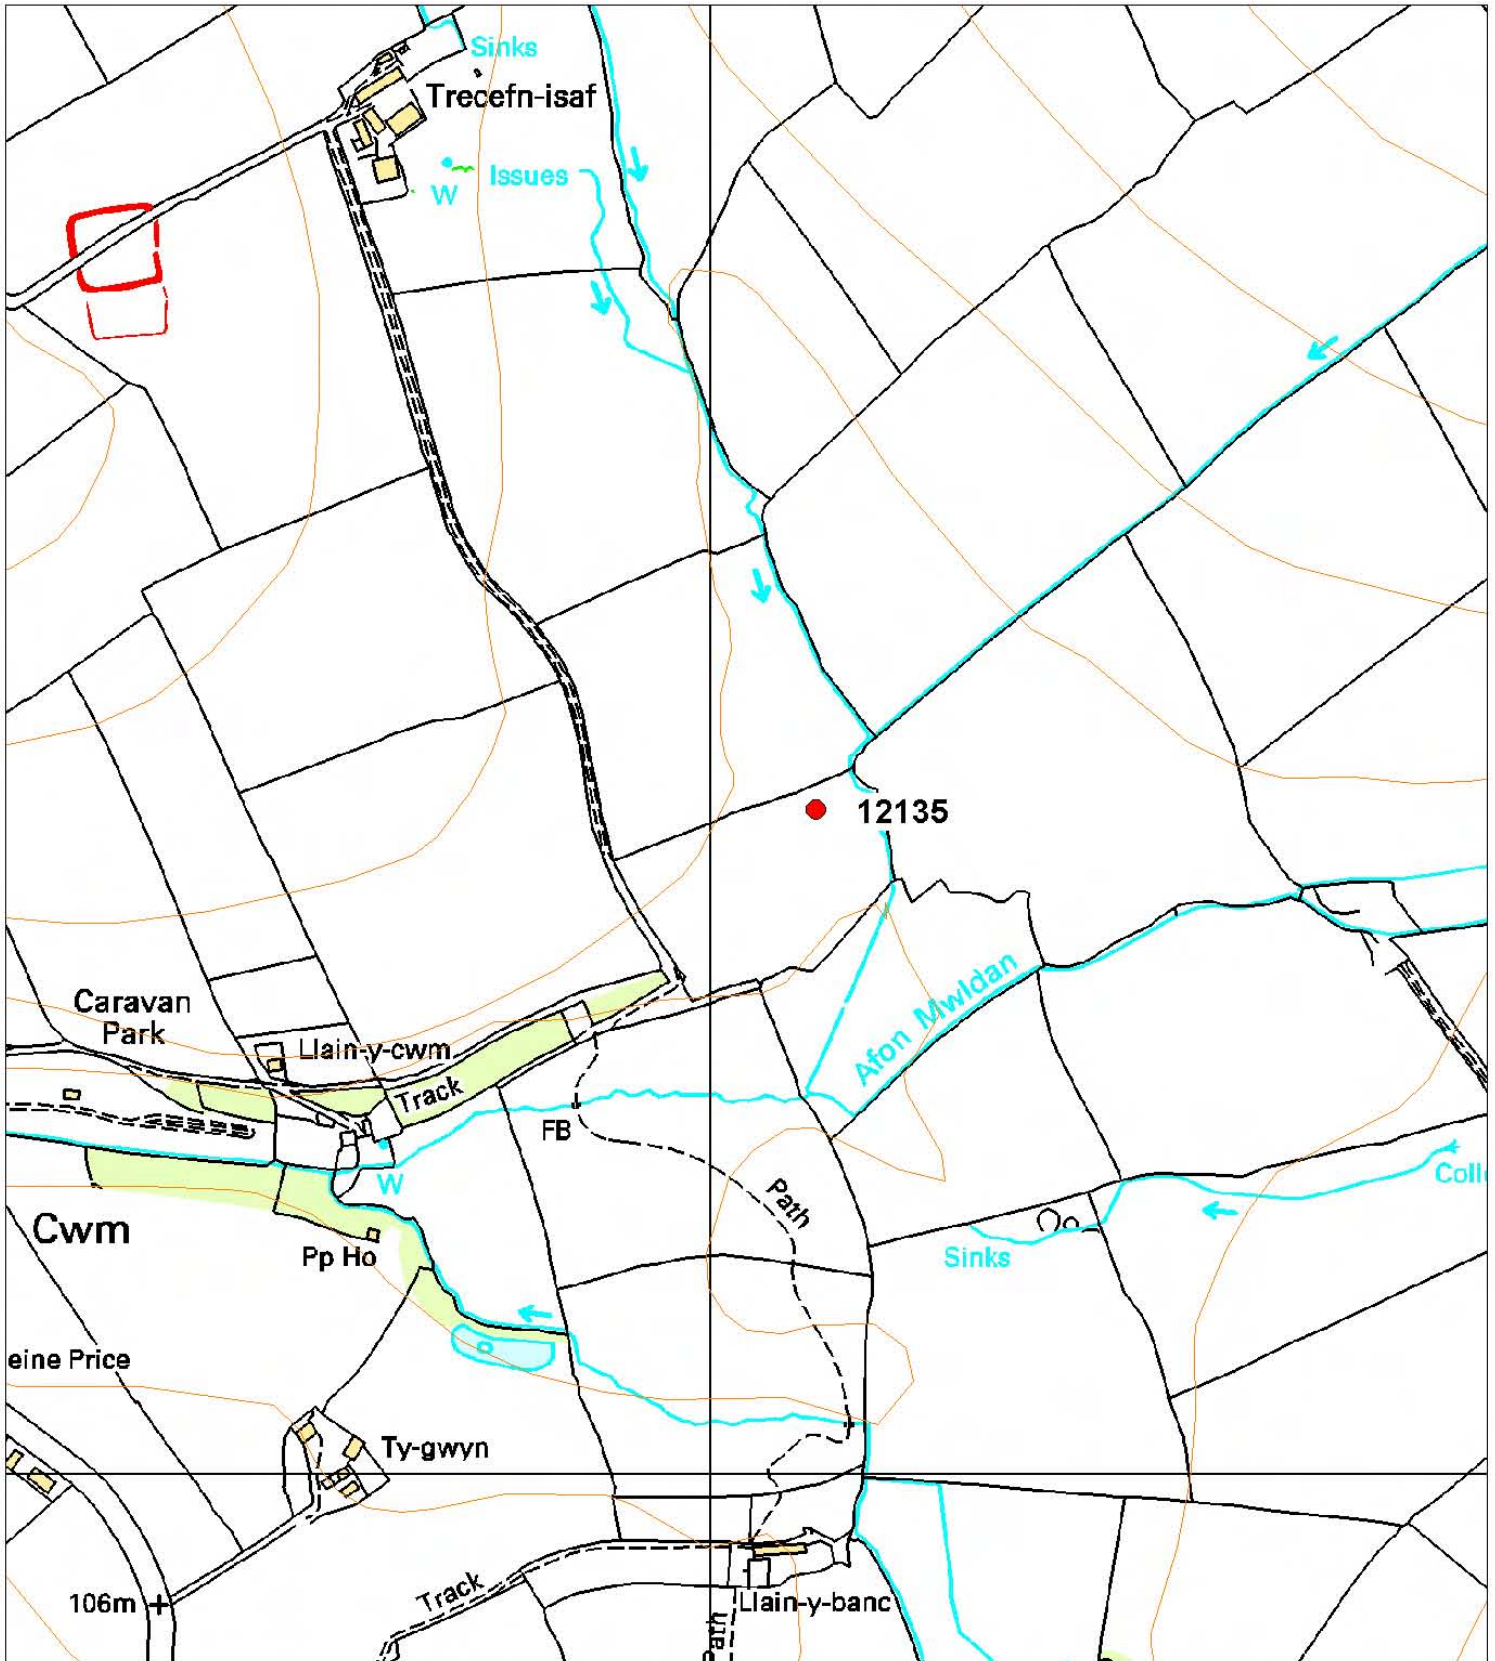 Sinks
Trecefn-isaf
Issues
W
12135
Afon Mwldan
Caravan
Park
Llain-y-cwm
Track
FB
W
Path
Cwm
Pp Ho
Sinks
eine Price
Ty-gwyn
106m
Track
Llain-y-banc